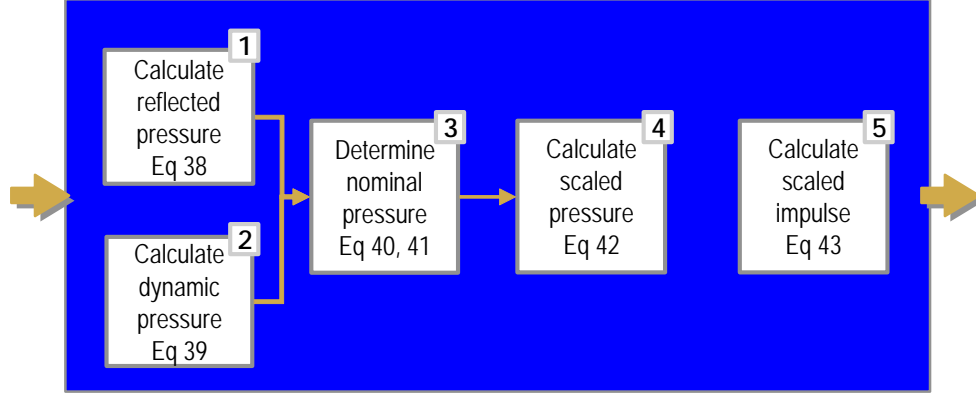 1
Calculate
reflected
pressure
Eq 38
2
Calculate
dynamic
pressure
Eq 39
3
Determine
nominal
pressure
Eq 40, 41
4
Calculate
scaled
pressure
Eq 42
5
Calculate
scaled
impulse
Eq 43